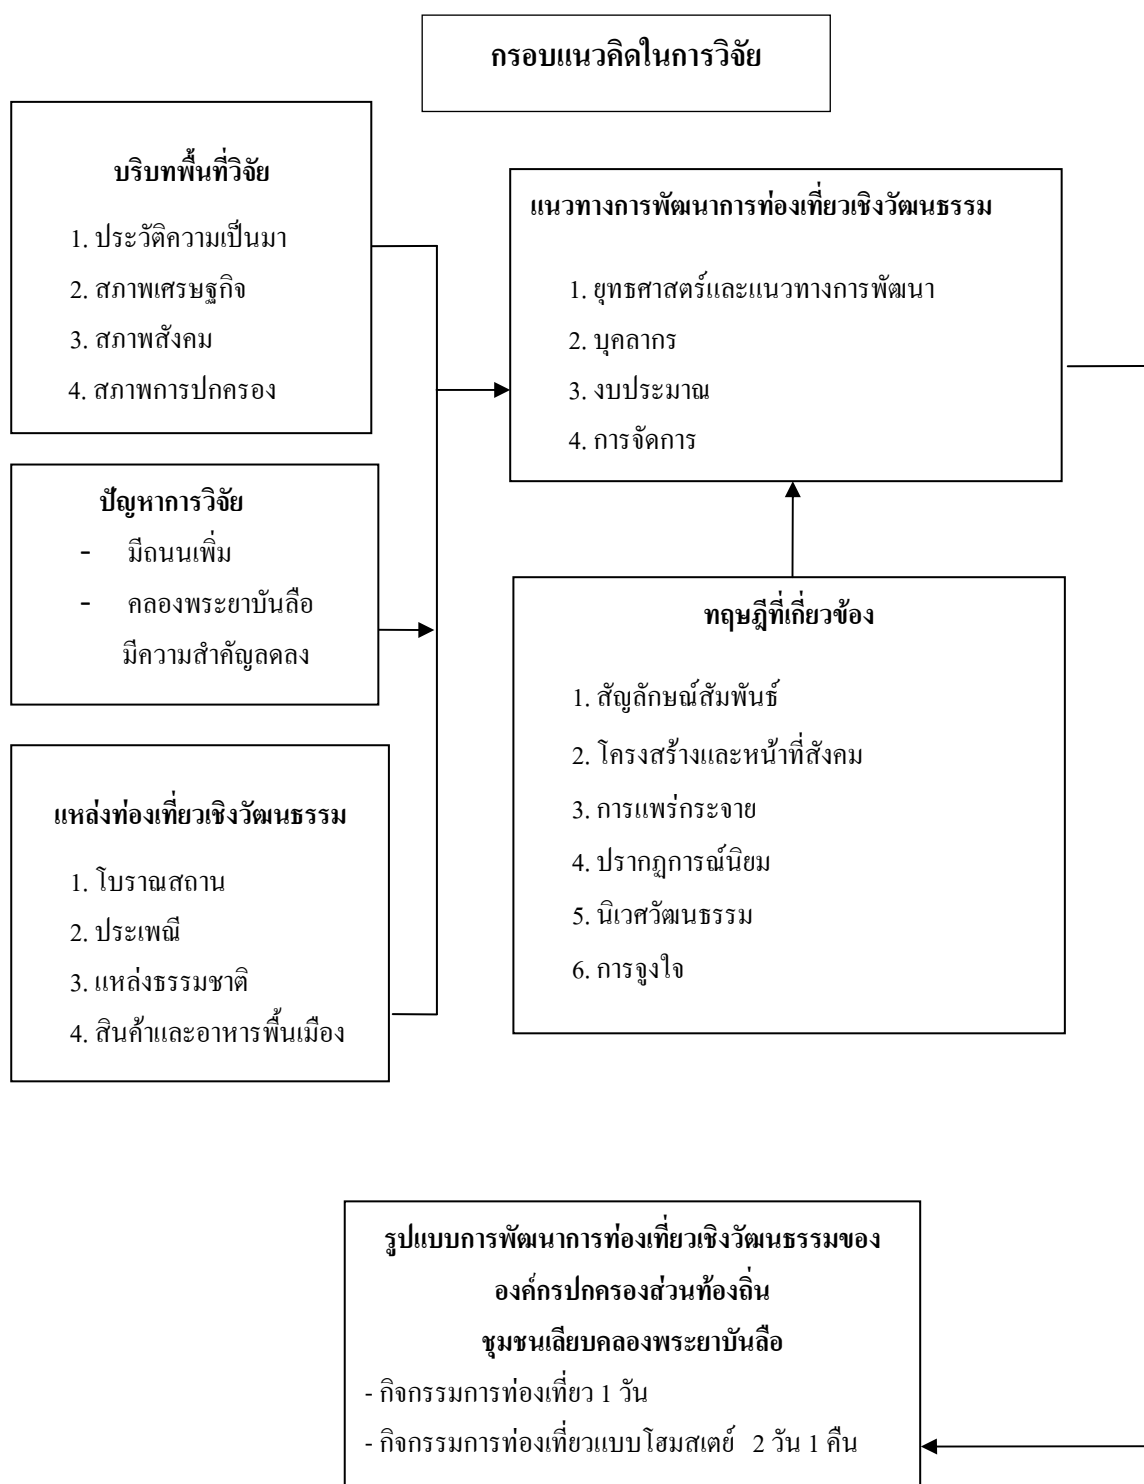 กรอบแนวคิดในการวิจัย
บริบทพื้นที่วิจัย
1. ประวัติความเป็นมา
2. สภาพเศรษฐกิจ
3. สภาพสังคม
4. สภาพการปกครอง
แนวทางการพัฒนาการท่องเที่ยวเชิงวัฒนธรรม
1. ยุทธศาสตร์และแนวทางการพัฒนา
2. บุคลากร
3. งบประมาณ
4. การจัดการ
ปัญหาการวิจัย
- มีถนนเพิ่ม
- คลองพระยาบันลือ
มีความสำคัญลดลง
ทฤษฎีที่เกี่ยวข้อง
1. สัญลักษณ์สัมพันธ์
2. โครงสร้างและหน้าที่สังคม
3. การแพร่กระจาย
4. ปรากฏการณ์นิยม
5. นิเวศวัฒนธรรม
6. การจูงใจ
แหล่งท่องเที่ยวเชิงวัฒนธรรม
1. โบราณสถาน
2. ประเพณี
3. แหล่งธรรมชาติ
4. สินค้าและอาหารพื้นเมือง
รูปแบบการพัฒนาการท่องเที่ยวเชิงวัฒนธรรมของ
องค์กรปกครองส่วนท้องถิ่น
ชุมชนเลียบคลองพระยาบันลือ
- กิจกรรมการท่องเที่ยว 1 วัน
- กิจกรรมการท่องเที่ยวแบบโฮมสเตย์ 2 วัน 1 คืน